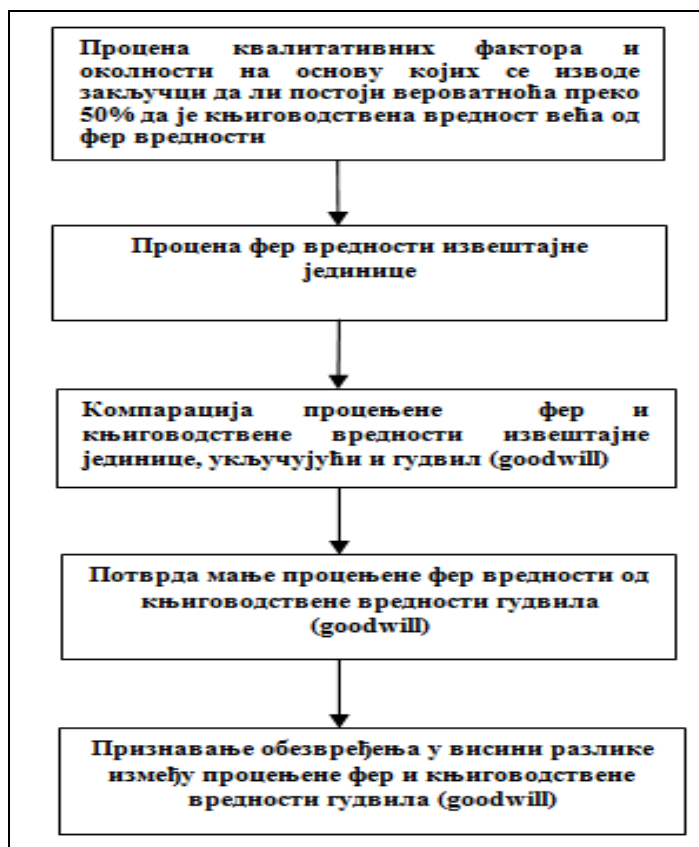 Процена квалитативних фактора и
околности на основу којих се изводе
закључци да ли постоји вероватноћа преко
50% да је књиговодствена вредност већа од
фер вредности
Процена фер вредности извештајне
јединице
Компарација процењене фер и
књиговодствене вредности извештајне
јединице, укључујући и гудвил (goodwill)
Потврда мање процењене фер вредности од
књиговодствене вредности гудвила
(goodwill)
Признавање обезвређења у висини разлике
између процењене фер и књиговодствене
вредности гудвила (goodwill)